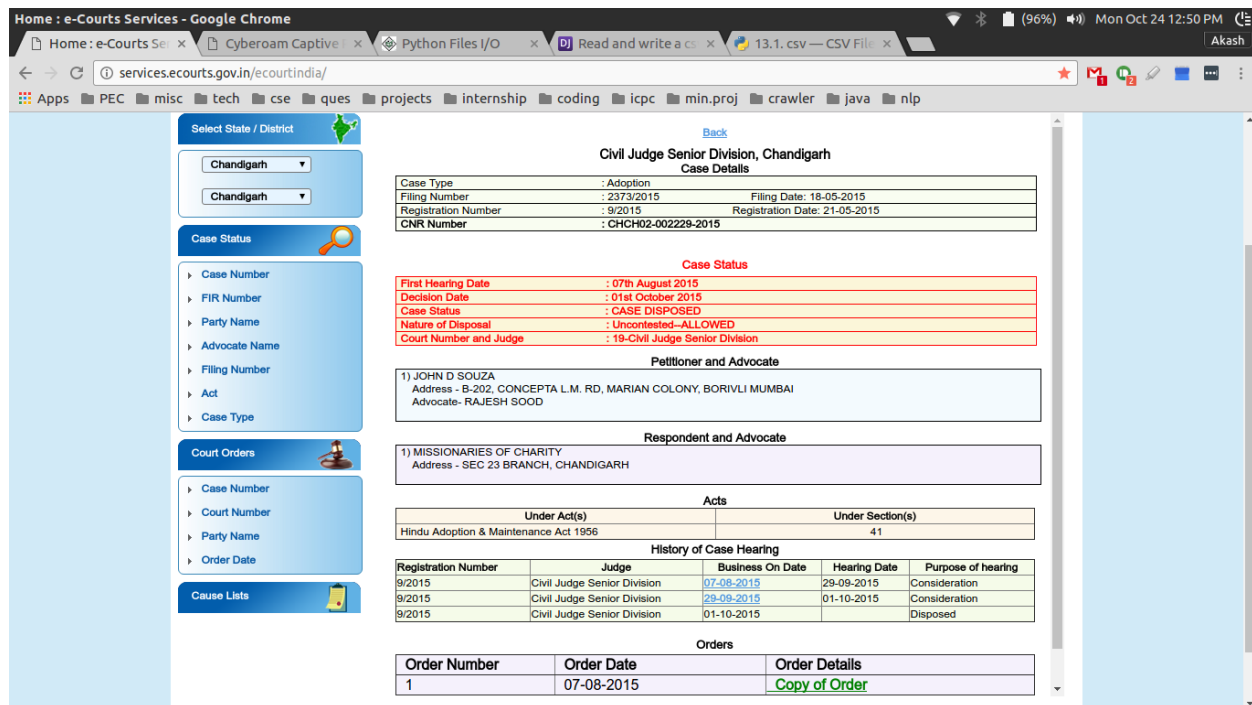 Home : e-Courts Services - Google Chrome (96%) Mon Oct 24 12:50 PM
Home : e-Courts Ser × Cyberoam Captive × Python Files I/O × DJ Read and write a cs × 13.1. csv — CSV File × Akash
services.ecourts.gov.in/ecourtindia/ 1 2
Apps PEC misc tech cse ques projects internship coding icpc min.proj crawler java nlp
Select State / District
Chandigarh
Chandigarh
Case Status
Case Number
FIR Number
Party Name
Advocate Name
Filing Number
Act
Case Type
Court Orders
Case Number
Court Number
Party Name
Order Date
Cause Lists
Back
Civil Judge Senior Division, Chandigarh
Case Details
Case Type : Adoption
Filing Number : 2373/2015 Filing Date: 18-05-2015
Registration Number : 9/2015 Registration Date: 21-05-2015
CNR Number : CHCH02-002229-2015
Case Status
First Hearing Date : 07th August 2015
Decision Date : 01st October 2015
Case Status : CASE DISPOSED
Nature of Disposal : Uncontested--ALLOWED
Court Number and Judge : 19-Civil Judge Senior Division
Petitioner and Advocate
1) JOHN D SOUZA
Address - B-202, CONCEPTA L.M. RD, MARIAN COLONY, BORIVLI MUMBAI
Advocate- RAJESH SOOD
Respondent and Advocate
1) MISSIONARIES OF CHARITY
Address - SEC 23 BRANCH, CHANDIGARH
Acts
Under Act(s) Under Section(s)
Hindu Adoption & Maintenance Act 1956 41
History of Case Hearing
Registration Number Judge Business On Date Hearing Date Purpose of hearing
9/2015 Civil Judge Senior Division 07-08-2015 29-09-2015 Consideration
9/2015 Civil Judge Senior Division 29-09-2015 01-10-2015 Consideration
9/2015 Civil Judge Senior Division 01-10-2015 Disposed
Orders
Order Number Order Date Order Details
1 07-08-2015 Copy of Order